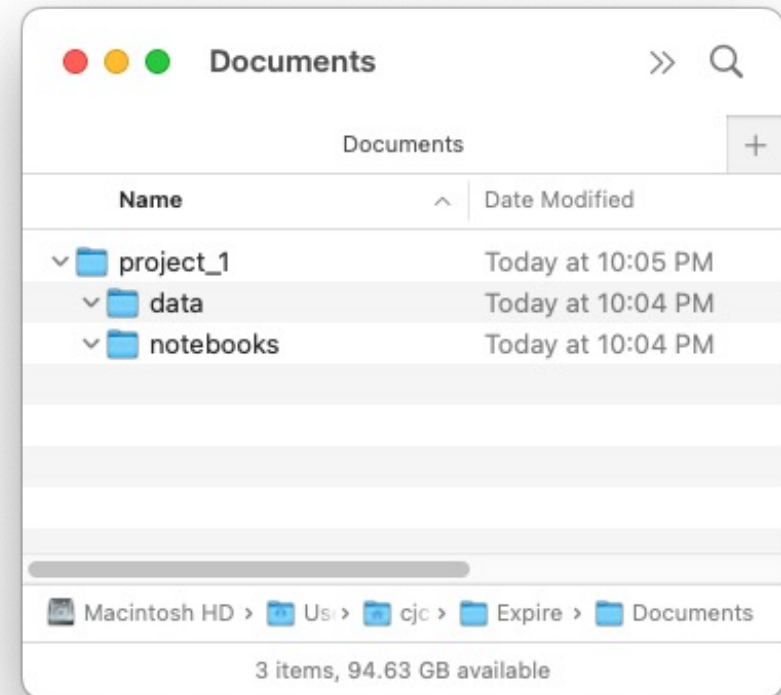 Documents
Documents +
Name Date Modified
project_1 Today at 10:05 PM
data Today at 10:04 PM
notebooks Today at 10:04 PM
Macintosh HD › Us › cjc › Expire › Documents
3 items, 94.63 GB available